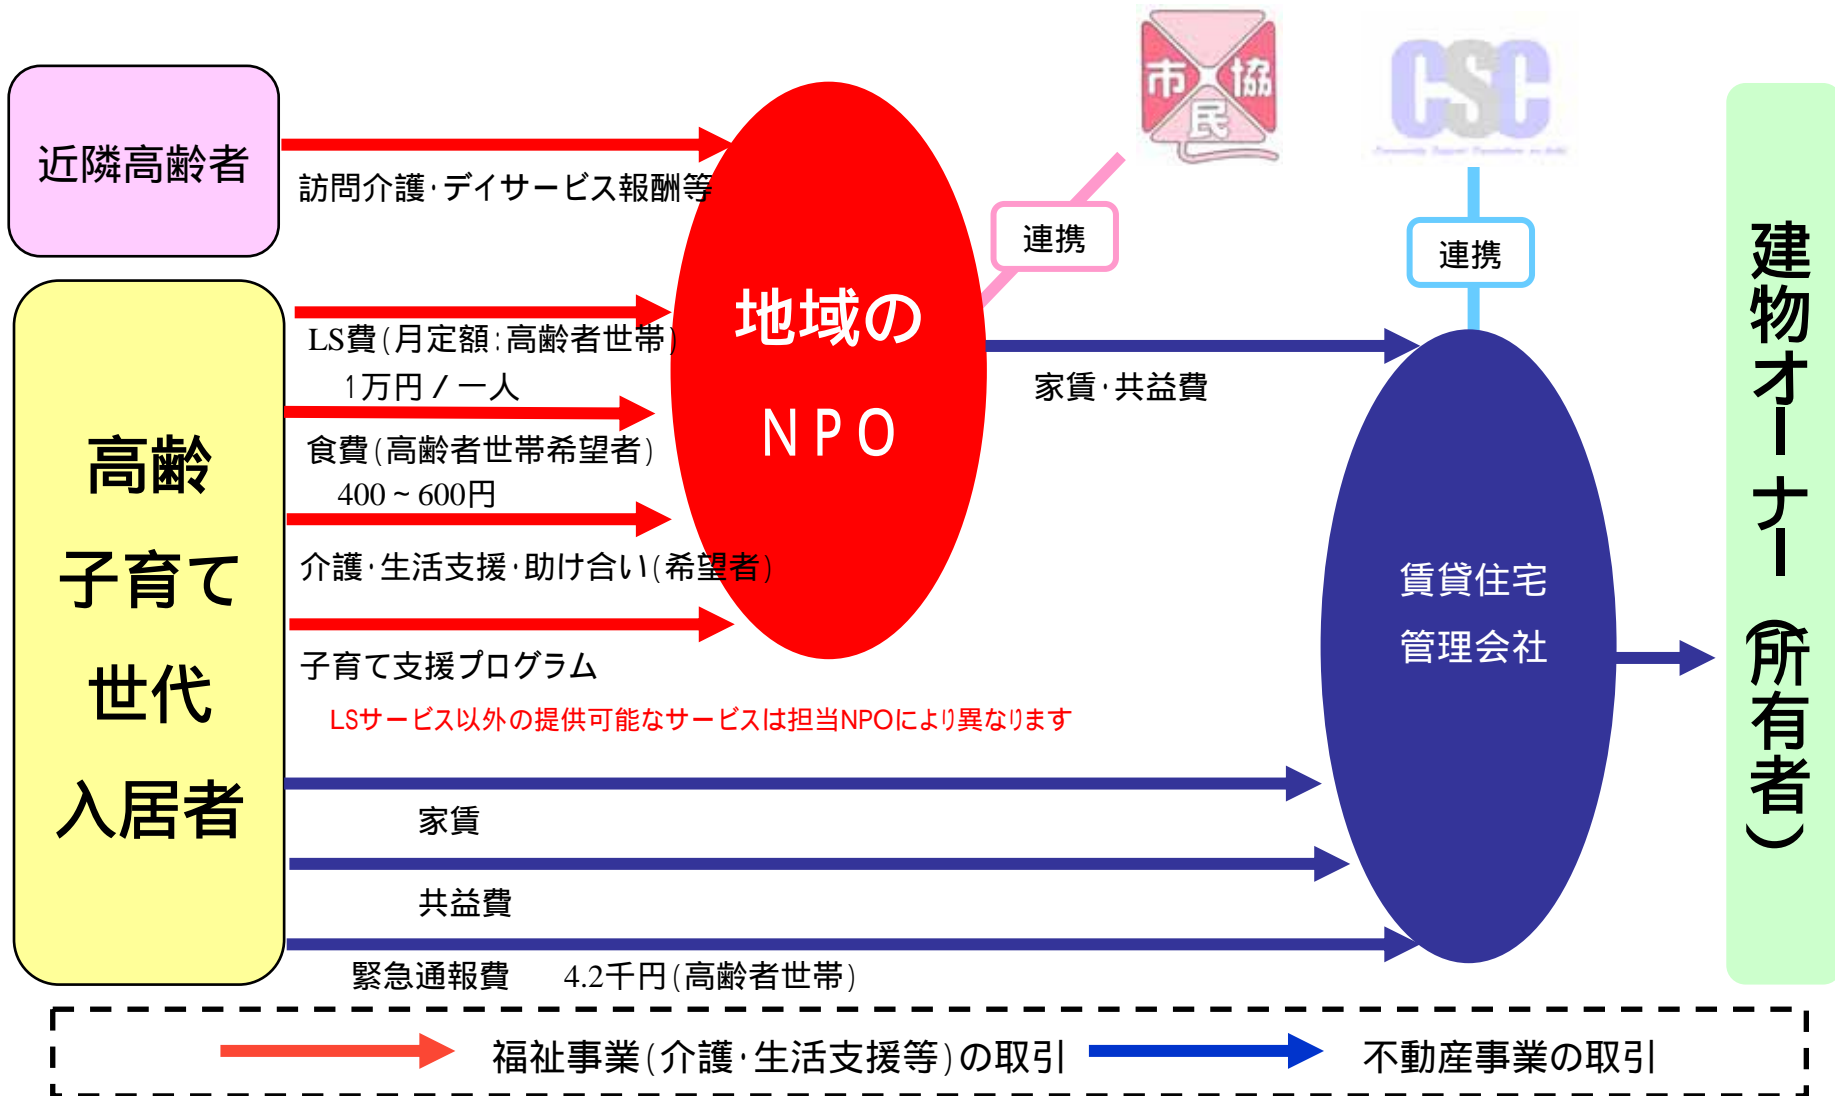 市 協
民
CSC
近隣高齢者
訪問介護・デイサービス報酬等
連携
連携
地域の
NPO
LS費(月定額:高齢者世帯)
1万円/一人
食費(高齢者世帯希望者)
400~600円
介護・生活支援・助け合い(希望者)
子育て支援プログラム
LSサービス以外の提供可能なサービスは担当NPOにより異なります
高齢
子育て
世代
入居者
家賃・共益費
賃貸住宅
管理会社
建物オーナー(所有者)
家賃
共益費
緊急通報費 4.2千円(高齢者世帯)
福祉事業(介護・生活支援等)の取引
不動産事業の取引